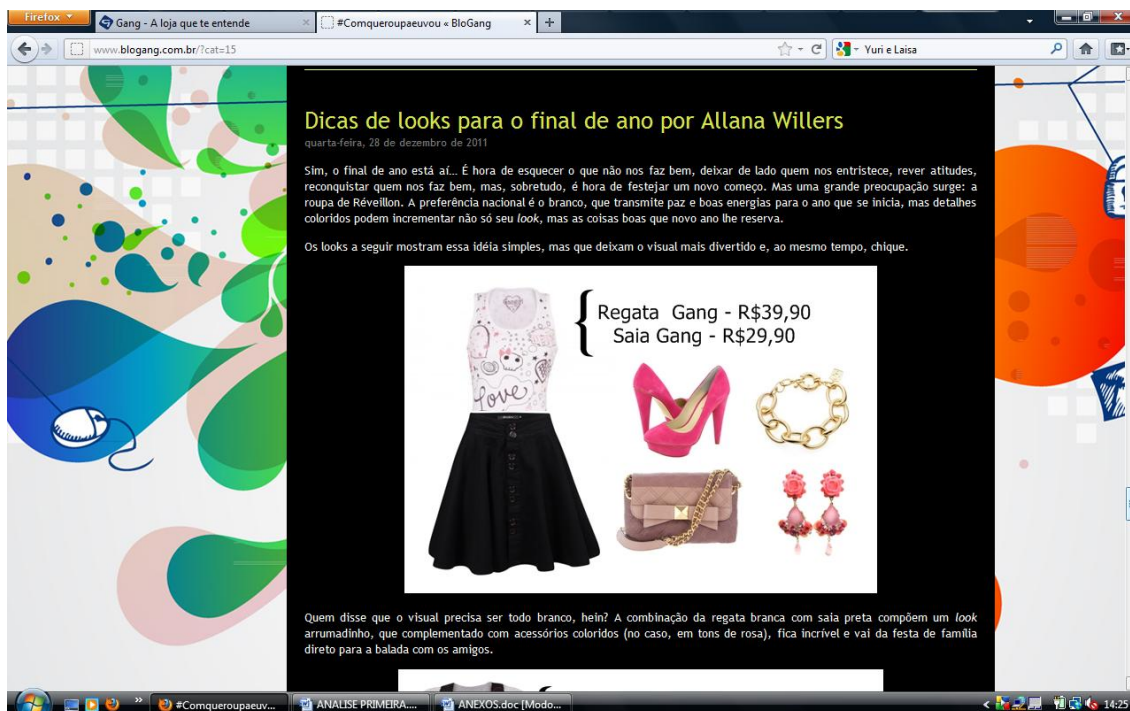 Firefox
Gang - A loja que te entende
#Comqueroupaeuvou « BloGang
www.blogang.com.br/?cat=15
Yuri e Laisa
Dicas de looks para o final de ano por Allana Willers
quarta-feira, 28 de dezembro de 2011
Sim, o final de ano está aí... É hora de esquecer o que não nos faz bem, deixar de lado quem nos entristece, rever atitudes,
reconquistar quem nos faz bem, mas, sobretudo, é hora de festejar um novo começo. Mas uma grande preocupação surge: a
roupa de Réveillon. A preferência nacional é o branco, que transmite paz e boas energias para o ano que se inicia, mas detalhes
coloridos podem incrementar não só seu look, mas as coisas boas que novo ano lhe reserva.
Os looks a seguir mostram essa idéia simples, mas que deixam o visual mais divertido e, ao mesmo tempo, chique.
Regata Gang - R$39,90
Saia Gang - R$29,90
Love
Quem disse que o visual precisa ser todo branco, hein? A combinação da regata branca com saia preta compõem um look
arrumadinho, que complementado com acessórios coloridos (no caso, em tons de rosa), fica incrível e vai da festa de família
direto para a balada com os amigos.
#Comqueroupaeuv...
ANALISE PRIMEIRA....
ANEXOS.doc [Modo...
14:25